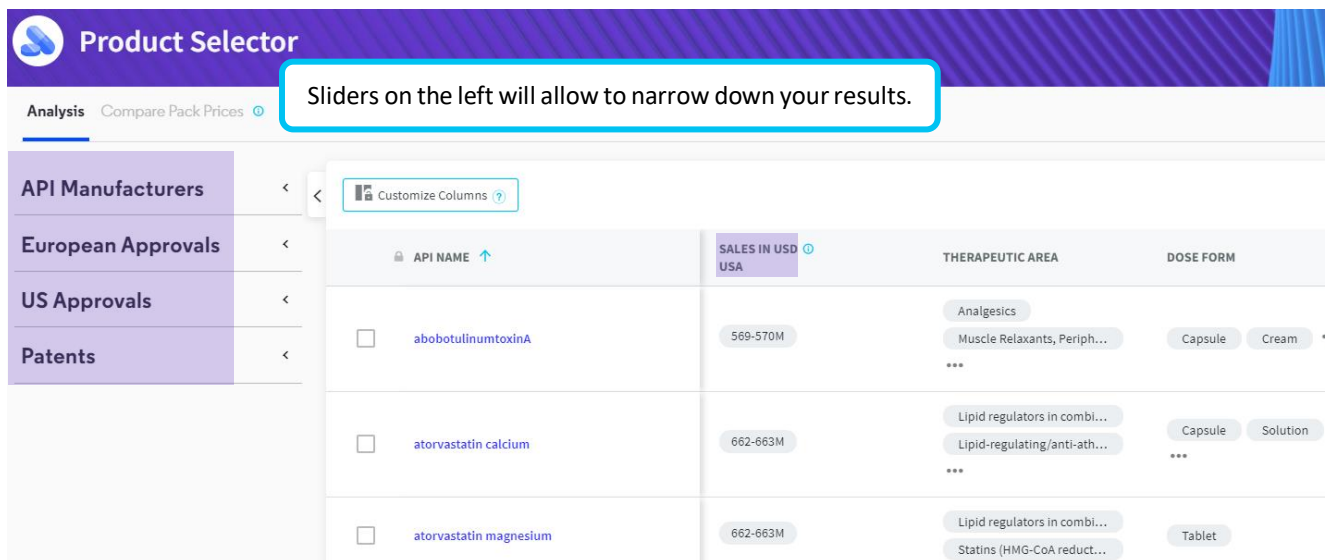 Product Selector
Sliders on the left will allow to narrow down your results.
Analysis Compare Pack Prices
API Manufacturers
European Approvals
US Approvals
Patents
Customize Columns ?
API NAME ↑ SALES IN USD THERAPEUTIC AREA DOSE FORM
USA
Analgesics
abobotulinumtoxinA 569-570M Muscle Relaxants, Periph... Capsule Cream
...
Lipid regulators in combi...
atorvastatin calcium 662-663M Lipid-regulating/anti-ath... Capsule Solution
... ...
Lipid regulators in combi...
atorvastatin magnesium 662-663M Tablet
Statins (HMG-CoA reduct...